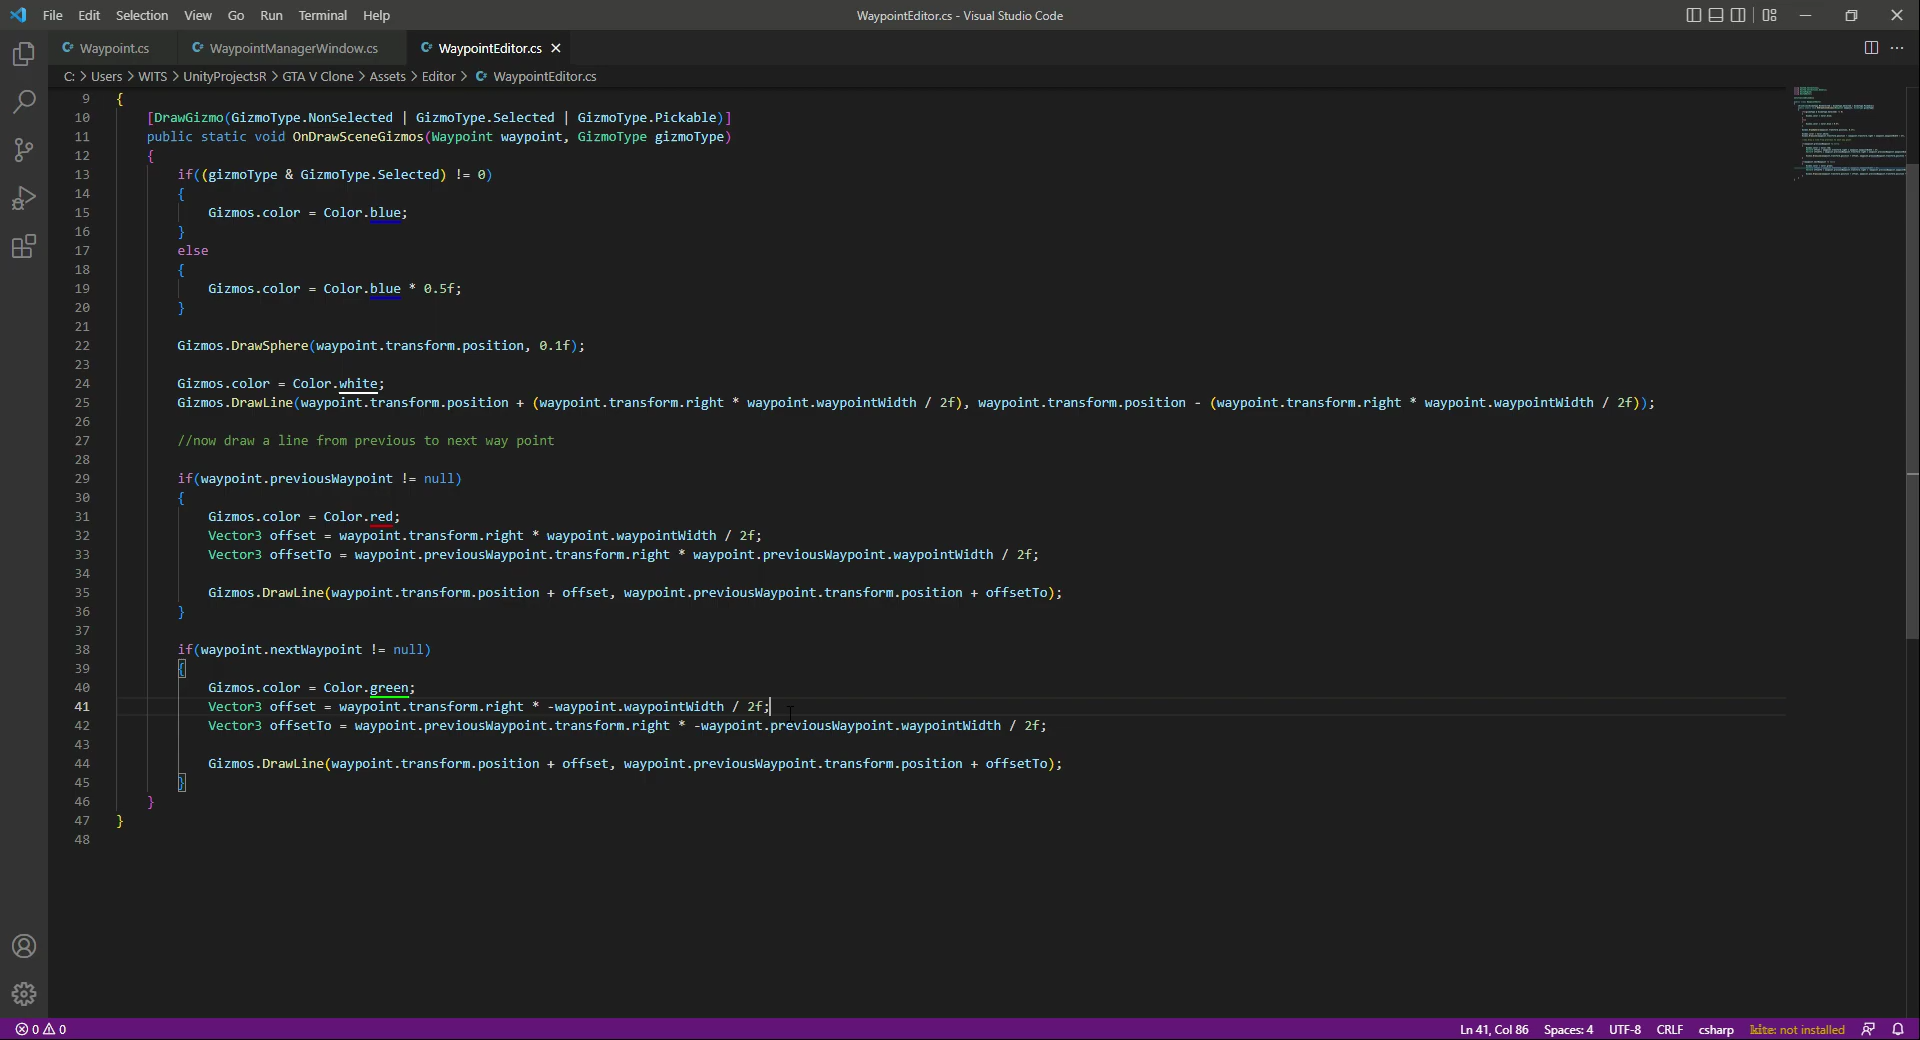 File Edit Selection View Go Run Terminal Help
WaypointEditor.cs - Visual Studio Code
Waypoint.cs
WaypointManagerWindow.cs
WaypointEditor.cs
C: > Users > WITS > UnityProjectsR > GTA V Clone > Assets > Editor > WaypointEditor.cs
9 {
10 [DrawGizmo(GizmoType.NonSelected | GizmoType.Selected | GizmoType.Pickable)]
11 public static void OnDrawSceneGizmos(Waypoint waypoint, GizmoType gizmoType)
12 {
13 if((gizmoType & GizmoType.Selected) != 0)
14 {
15 Gizmos.color = Color.blue;
16 }
17 else
18 {
19 Gizmos.color = Color.blue * 0.5f;
20 }
21
22 Gizmos.DrawSphere(waypoint.transform.position, 0.1f);
23
24 Gizmos.color = Color.white;
25 Gizmos.DrawLine(waypoint.transform.position + (waypoint.transform.right * waypoint.waypointWidth / 2f), waypoint.transform.position - (waypoint.transform.right * waypoint.waypointWidth / 2f));
26
27 //now draw a line from previous to next way point
28
29 if(waypoint.previousWaypoint != null)
30 {
31 Gizmos.color = Color.red;
32 Vector3 offset = waypoint.transform.right * waypoint.waypointWidth / 2f;
33 Vector3 offsetTo = waypoint.previousWaypoint.transform.right * waypoint.previousWaypoint.waypointWidth / 2f;
34
35 Gizmos.DrawLine(waypoint.transform.position + offset, waypoint.previousWaypoint.transform.position + offsetTo);
36 }
37
38 if(waypoint.nextWaypoint != null)
39 {
40 Gizmos.color = Color.green;
41 Vector3 offset = waypoint.transform.right * -waypoint.waypointWidth / 2f;
42 Vector3 offsetTo = waypoint.previousWaypoint.transform.right * -waypoint.previousWaypoint.waypointWidth / 2f;
43
44 Gizmos.DrawLine(waypoint.transform.position + offset, waypoint.previousWaypoint.transform.position + offsetTo);
45 }
46 }
47 }
48
0 0 Ln 41, Col 86 Spaces: 4 UTF-8 CRLF csharp kite: not installed